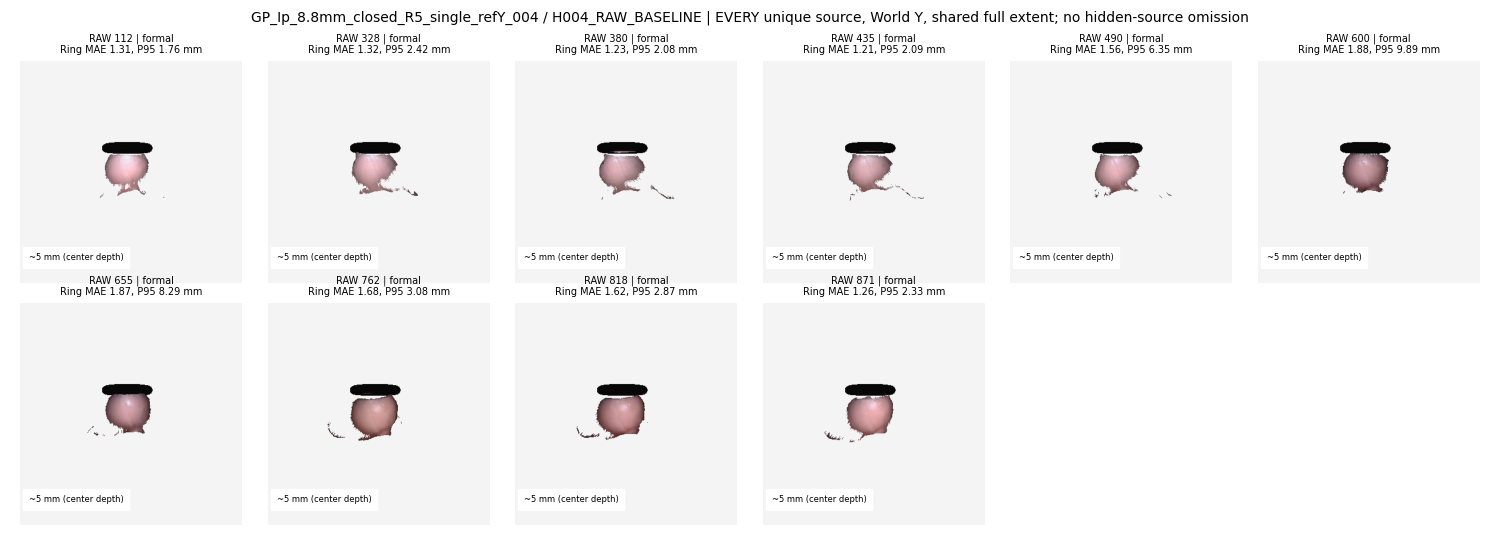 GP_Ip_8.8mm_closed_R5_single_refY_004 / H004_RAW_BASELINE | EVERY unique source, World Y, shared full extent; no hidden-source omission
RAW 112 | formal
Ring MAE 1.31, P95 1.76 mm
RAW 328 | formal
Ring MAE 1.32, P95 2.42 mm
RAW 380 | formal
Ring MAE 1.23, P95 2.08 mm
RAW 435 | formal
Ring MAE 1.21, P95 2.09 mm
RAW 490 | formal
Ring MAE 1.56, P95 6.35 mm
RAW 600 | formal
Ring MAE 1.88, P95 9.89 mm
~5 mm (center depth)
~5 mm (center depth)
~5 mm (center depth)
~5 mm (center depth)
~5 mm (center depth)
~5 mm (center depth)
RAW 655 | formal
Ring MAE 1.87, P95 8.29 mm
RAW 762 | formal
Ring MAE 1.68, P95 3.08 mm
RAW 818 | formal
Ring MAE 1.62, P95 2.87 mm
RAW 871 | formal
Ring MAE 1.26, P95 2.33 mm
~5 mm (center depth)
~5 mm (center depth)
~5 mm (center depth)
~5 mm (center depth)